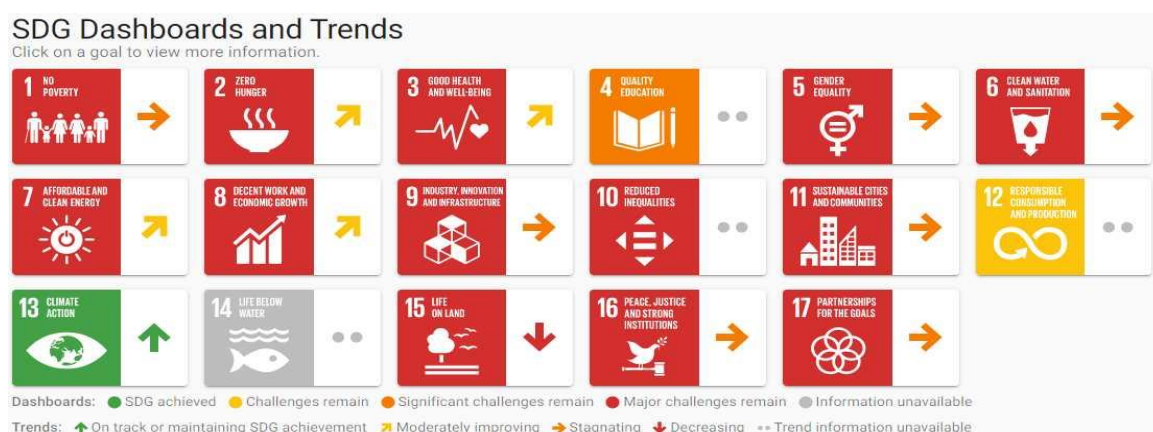 SDG Dashboards and Trends
Click on a goal to view more information.
1 NO
POVERTY
2 ZERO
HUNGER
3 GOOD HEALTH
AND WELL-BEING
4 QUALITY
EDUCATION
5 GENDER
EQUALITY
6 CLEAN WATER
AND SANITATION
7 AFFORDABLE AND
CLEAN ENERGY
8 DECENT WORK AND
ECONOMIC GROWTH
9 INDUSTRY, INNOVATION
AND INFRASTRUCTURE
10 REDUCED
INEQUALITIES
11 SUSTAINABLE CITIES
AND COMMUNITIES
12 RESPONSIBLE
CONSUMPTION
AND PRODUCTION
13 CLIMATE
ACTION
14 LIFE BELOW
WATER
15 LIFE
ON LAND
16 PEACE, JUSTICE
AND STRONG
INSTITUTIONS
17 PARTNERSHIPS
FOR THE GOALS
Dashboards: SDG achieved Challenges remain Significant challenges remain Major challenges remain Information unavailable
Trends: On track or maintaining SDG achievement Moderately improving Stagnating Decreasing Trend information unavailable